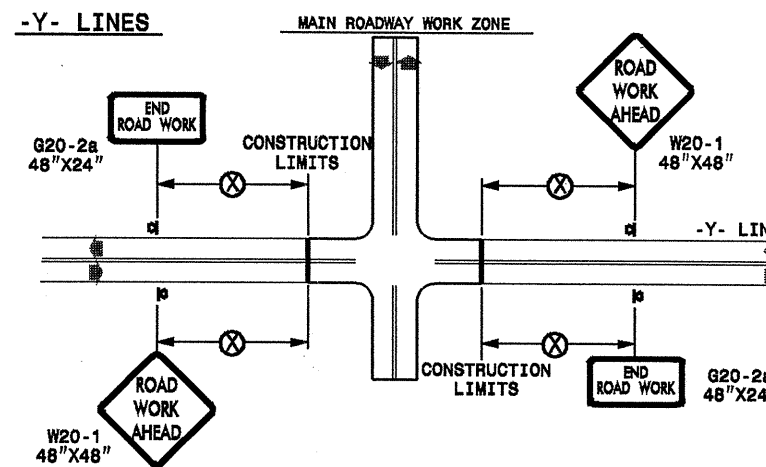 -Y- LINES
MAIN ROADWAY WORK ZONE
END
ROAD WORK
G20-2a
48"X24"
CONSTRUCTION
LIMITS
X
X
ROAD
WORK
AHEAD
W20-1
48"X48"
-Y- LIN
X
X
ROAD
WORK
AHEAD
W20-1
48"X48"
CONSTRUCTION
LIMITS
END
ROAD WORK
G20-2a
48"X24